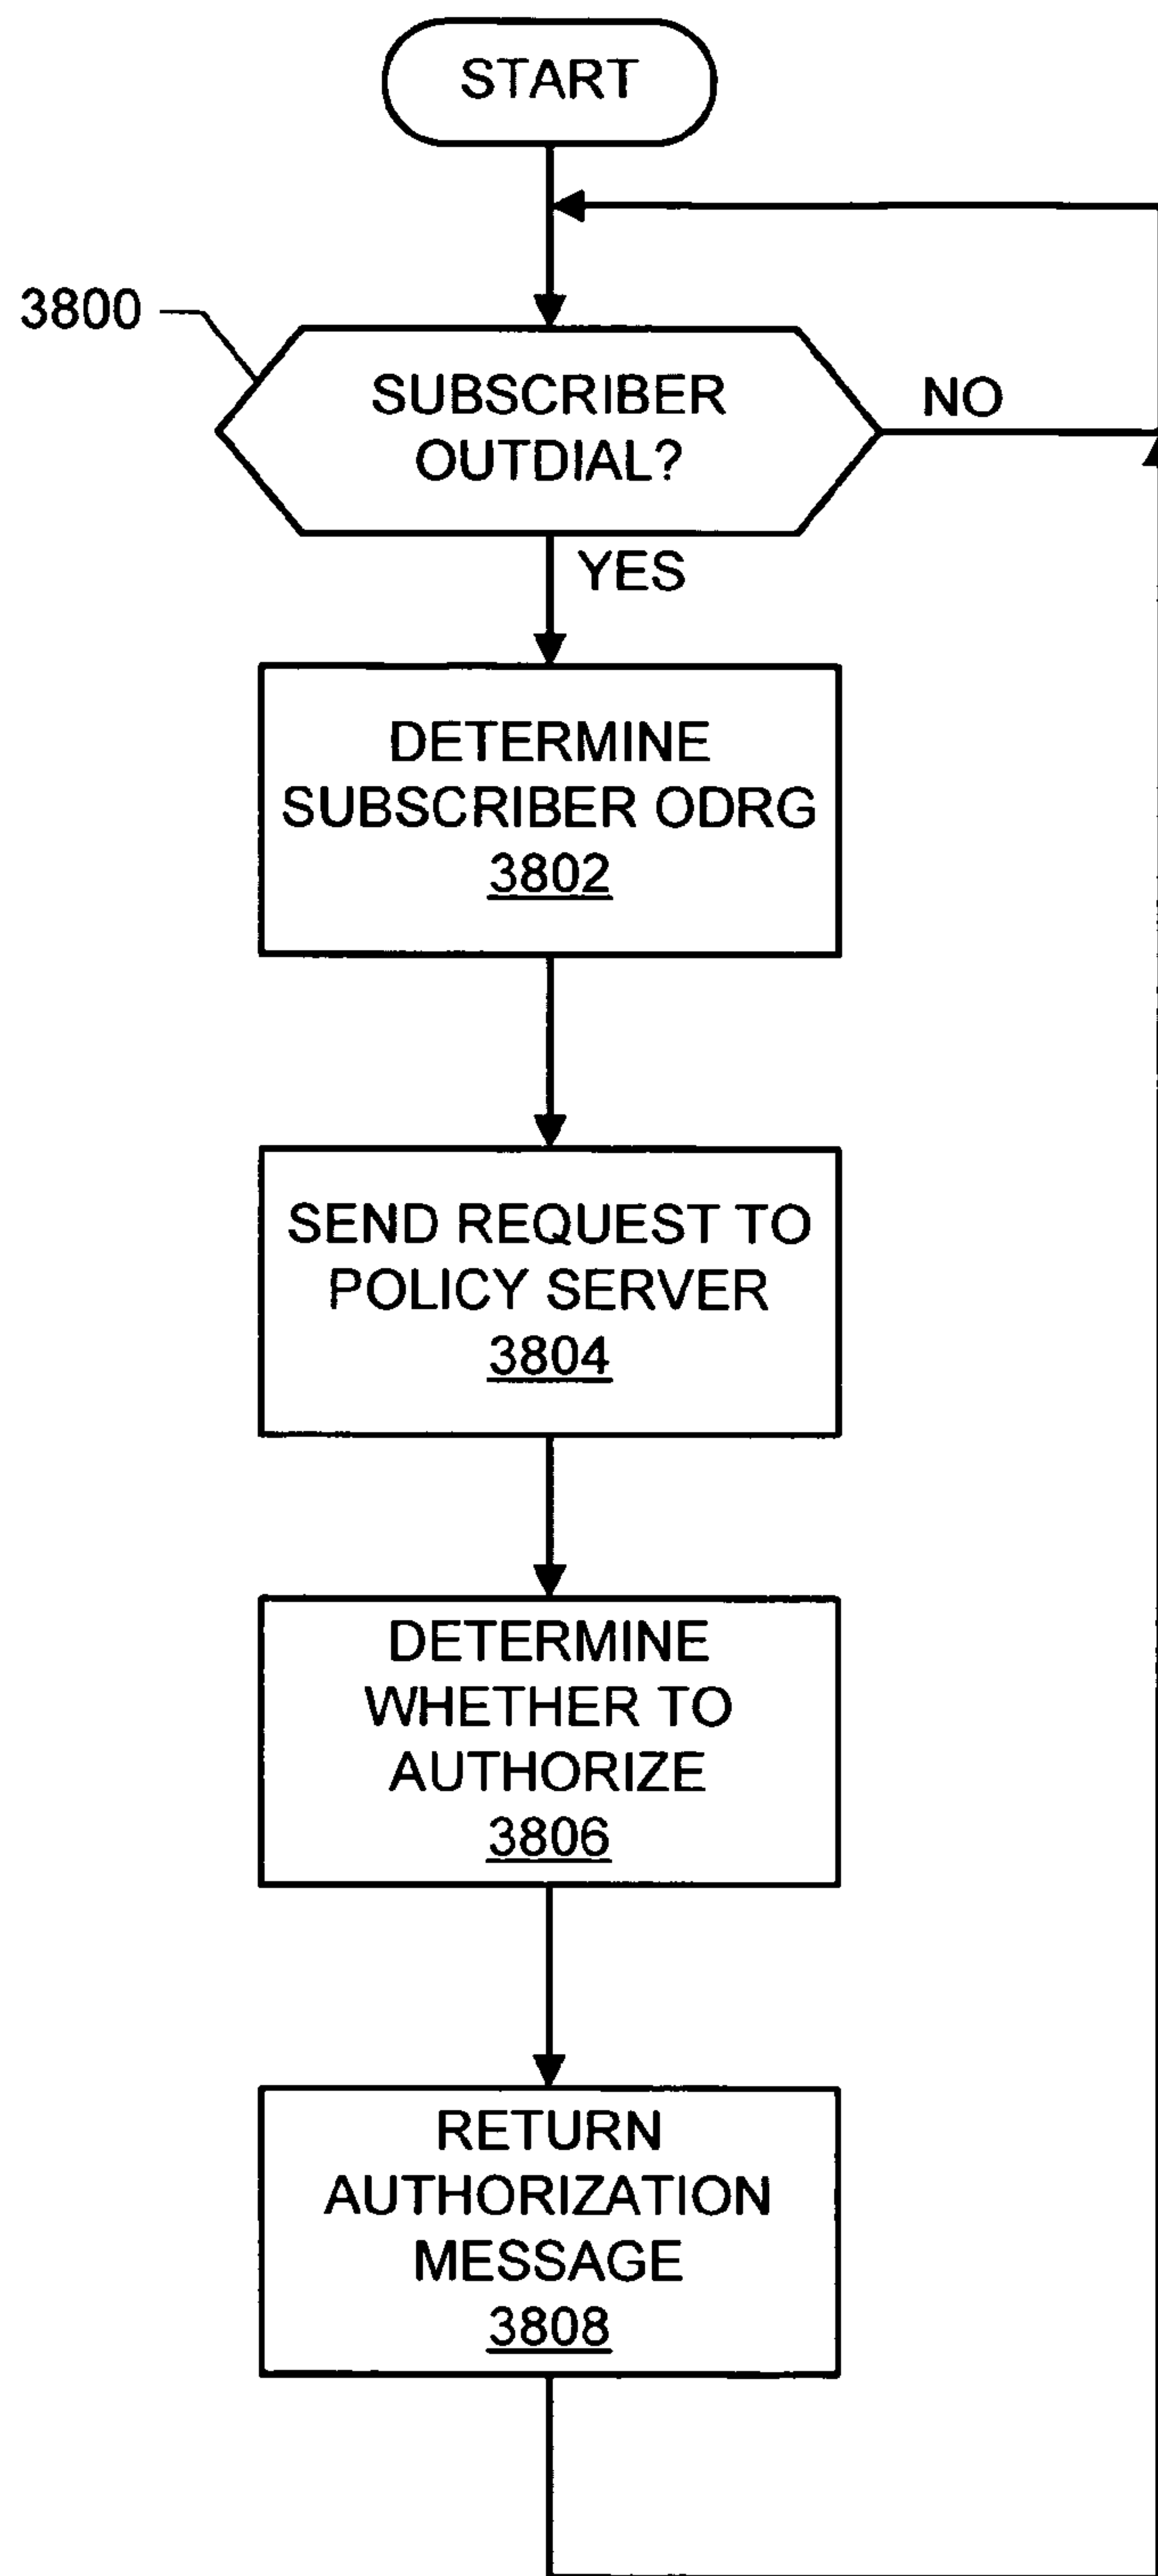 START
3800
SUBSCRIBER
OUTDIAL?
NO
YES
DETERMINE
SUBSCRIBER ODRG
3802
SEND REQUEST TO
POLICY SERVER
3804
DETERMINE
WHETHER TO
AUTHORIZE
3806
RETURN
AUTHORIZATION
MESSAGE
3808